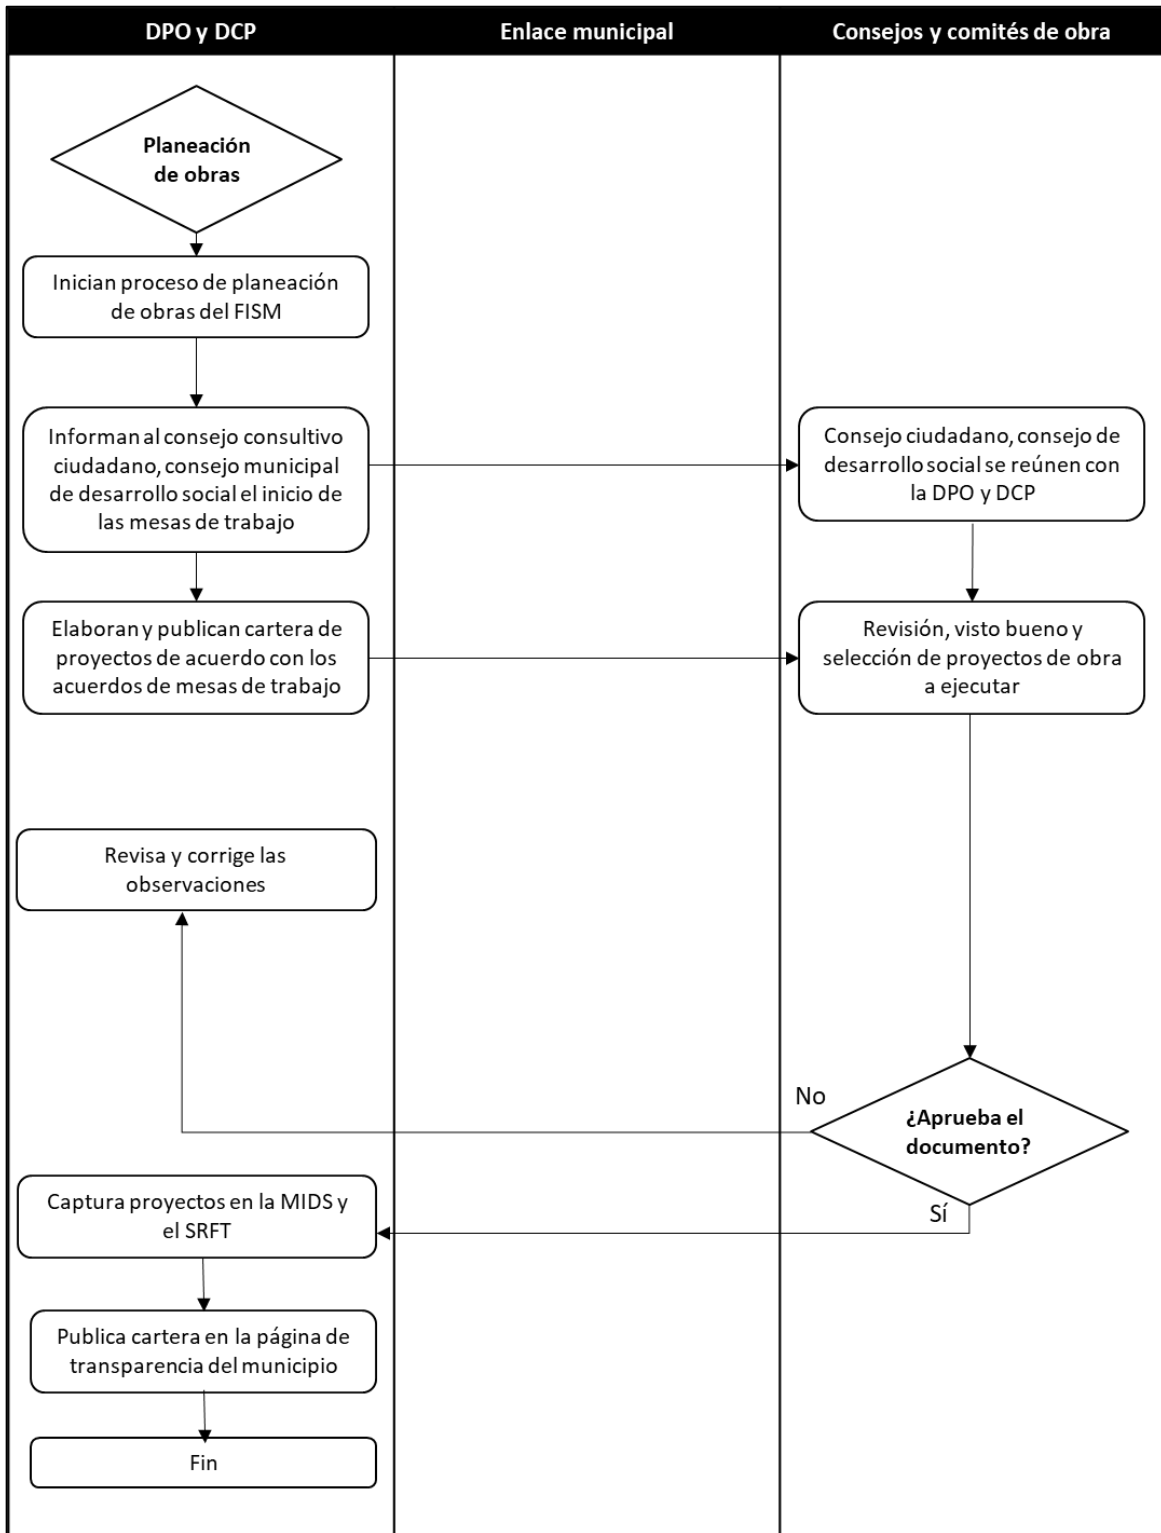 DPO y DCP
Enlace municipal
Consejos y comités de obra
Planeación
de obras
Inician proceso de planeación
de obras del FISM
Informan al consejo consultivo
ciudadano, consejo municipal
de desarrollo social el inicio de
las mesas de trabajo
Consejo ciudadano, consejo de
desarrollo social se reúnen con
la DPO y DCP
Elaboran y publican cartera de
proyectos de acuerdo con los
acuerdos de mesas de trabajo
Revisión, visto bueno y
selección de proyectos de obra
a ejecutar
Revisa y corrige las
observaciones
No
¿Aprueba el
documento?
Sí
Captura proyectos en la MIDS y
el SRFT
Publica cartera en la página de
transparencia del municipio
Fin